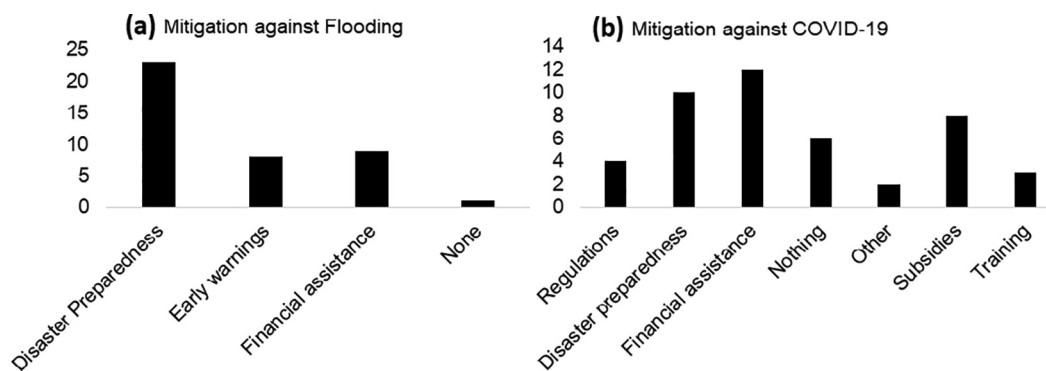 (a) Mitigation against Flooding
25
20
15
10
5
0
Disaster Preparedness
Early warnings
Financial assistance
None
(b) Mitigation against COVID-19
14
12
10
8
6
4
2
0
Regulations
Disaster preparedness
Financial assistance
Nothing
Other
Subsidies
Training